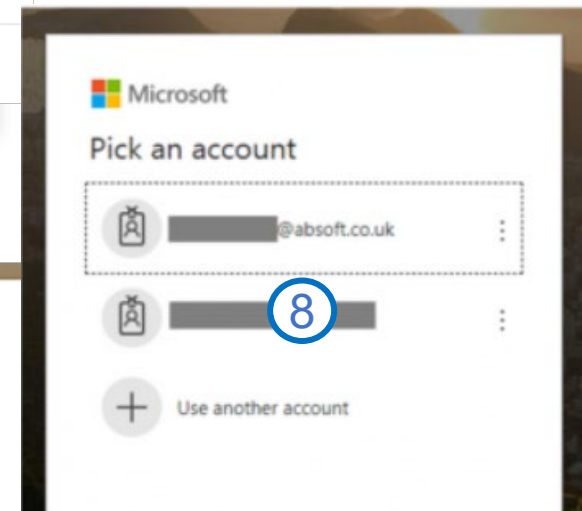 Microsoft
Pick an account
@absoft.co.uk
8
Use another account